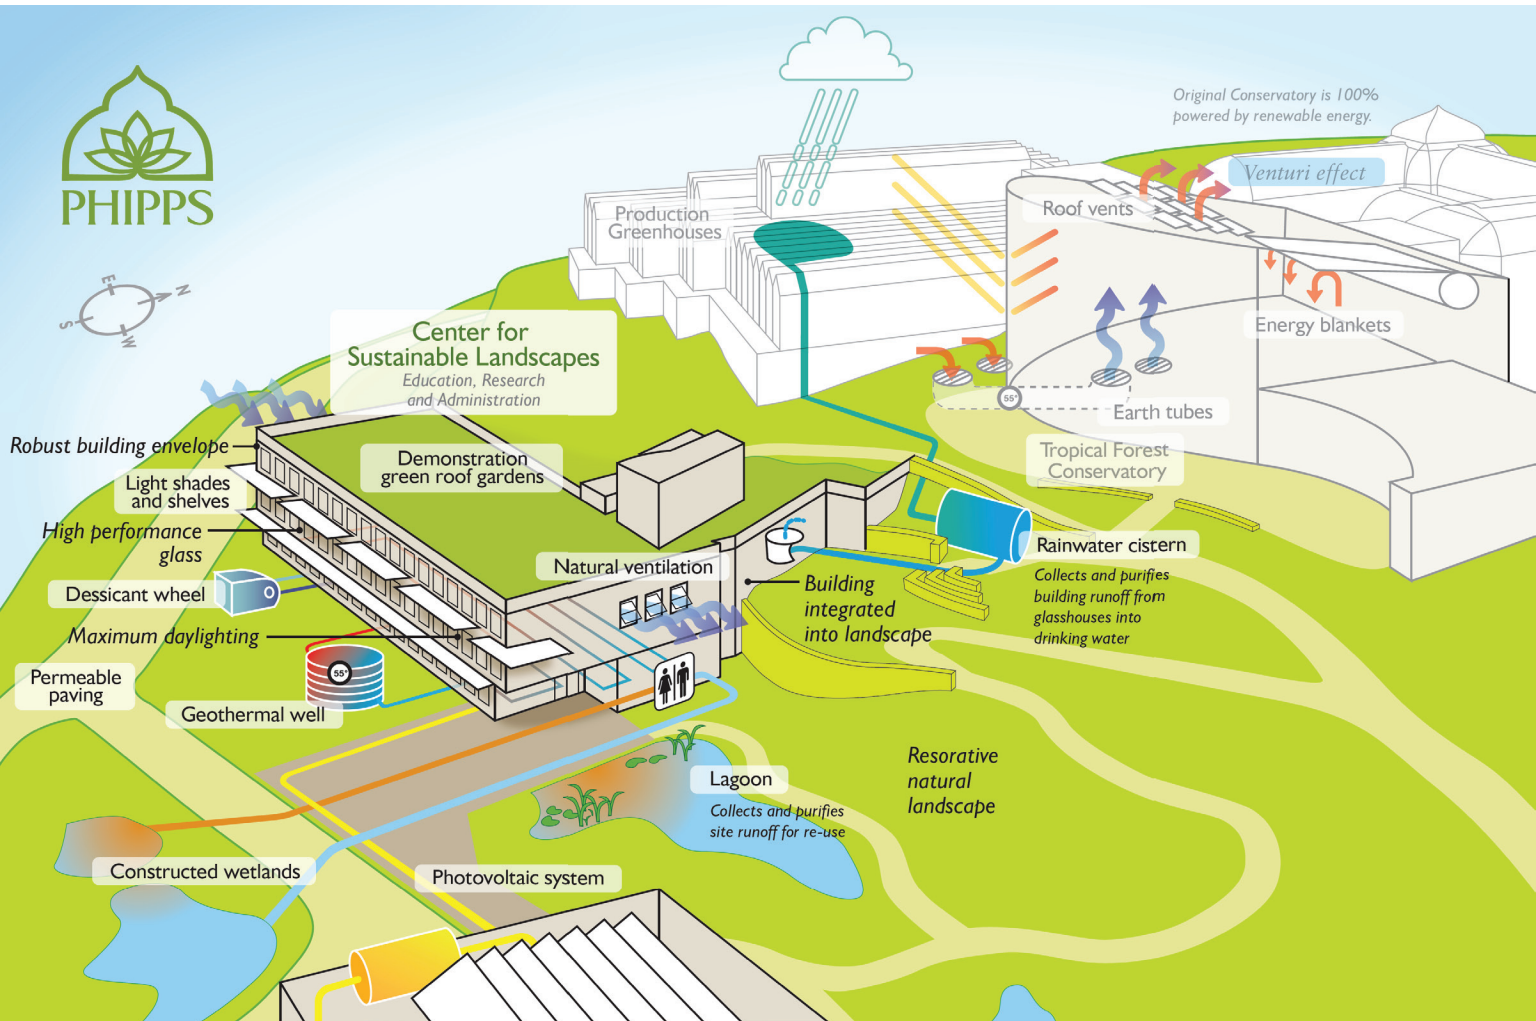 PHIPPS
Original Conservatory is 100%
powered by renewable energy.
Venturi effect
Roof vents
Production
Greenhouses
E
N
S
W
Energy blankets
Center for
Sustainable Landscapes
Education, Research
and Administration
55°
Earth tubes
Robust building envelope
Demonstration
green roof gardens
Tropical Forest
Conservatory
Light shades
and shelves
High performance
glass
Rainwater cistern
Natural ventilation
Collects and purifies
building runoff from
glasshouses into
drinking water
Dessicant wheel
Building
integrated
into landscape
Maximum daylighting
55°
Permeable
paving
Geothermal well
Resorative
natural
landscape
Lagoon
Collects and purifies
site runoff for re-use
Constructed wetlands
Photovoltaic system